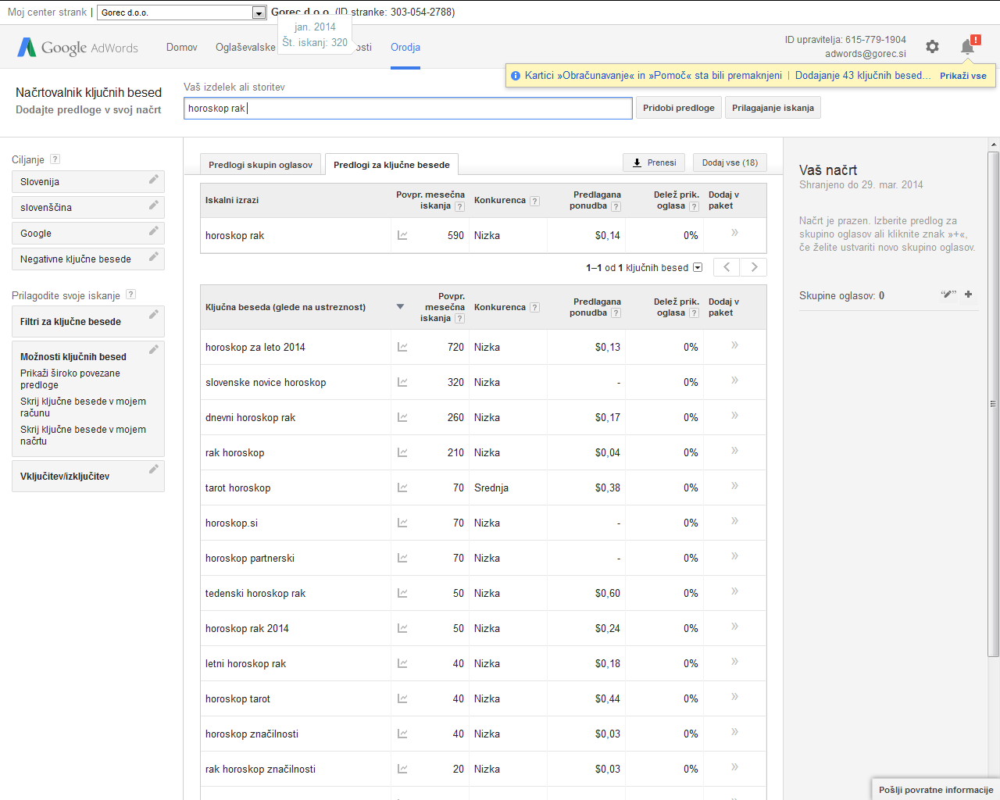 Moj center strank | Gorec d.o.o. Gorec d.o.o. (ID stranke: 303-054-2788)
jan. 2014
Št. iskanj: 320
Google AdWords Domov Oglaševalske osti Orodja
ID upravitelja: 615-779-1904
adwords@gorec.si
!
Kartici »Obračunavanje« in »Pomoč« sta bili premaknjeni | Dodajanje 43 ključnih besed... Prikaži vse
Načrtovalnik ključnih besed
Dodajte predloge v svoj načrt
Vaš izdelek ali storitev
horoskop rak
Pridobi predloge
Prilagajanje iskanja
Ciljanje ?
Slovenija
slovenščina
Google
Negativne ključne besede
Prilagodite svoje iskanje ?
Filtri za ključne besede
Možnosti ključnih besed
Prikaži široko povezane
predloge
Skrij ključne besede v mojem
računu
Skrij ključne besede v mojem
načrtu
Vključitev/izključitev
Predlogi skupin oglasov
Predlogi za ključne besede
Prenesi
Dodaj vse (18)
Iskalni izrazi
Povpr. mesečna
iskanja ?
Konkurenca ?
Predlagana
ponudba ?
Delež prik.
oglasa ?
Dodaj v
paket
horoskop rak 590 Nizka $0,14 0% »
1–1 od 1 ključnih besed
Ključna beseda (glede na ustreznost)
Povpr.
mesečna
iskanja ?
Konkurenca ?
Predlagana
ponudba ?
Delež prik.
oglasa ?
Dodaj v
paket
horoskop za leto 2014 720 Nizka $0,13 0% »
slovenske novice horoskop 320 Nizka - 0% »
dnevni horoskop rak 260 Nizka $0,17 0% »
rak horoskop 210 Nizka $0,04 0% »
tarot horoskop 70 Srednja $0,38 0% »
horoskop.si 70 Nizka - 0% »
horoskop partnerski 70 Nizka - 0% »
tedenski horoskop rak 50 Nizka $0,60 0% »
horoskop rak 2014 50 Nizka $0,24 0% »
letni horoskop rak 40 Nizka $0,18 0% »
horoskop tarot 40 Nizka $0,44 0% »
horoskop značilnosti 40 Nizka $0,03 0% »
rak horoskop značilnosti 20 Nizka $0,03 0% »
Vaš načrt
Shranjeno do 29. mar. 2014
Načrt je prazen. Izberite predlog za
skupino oglasov ali kliknite znak »+«,
če želite ustvariti novo skupino oglasov.
Skupine oglasov: 0
Pošlji povratne informacije